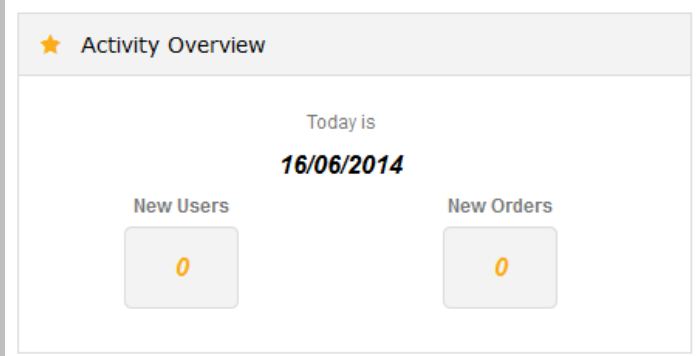 Activity Overview
Today is
16/06/2014
New Users
New Orders
0
0